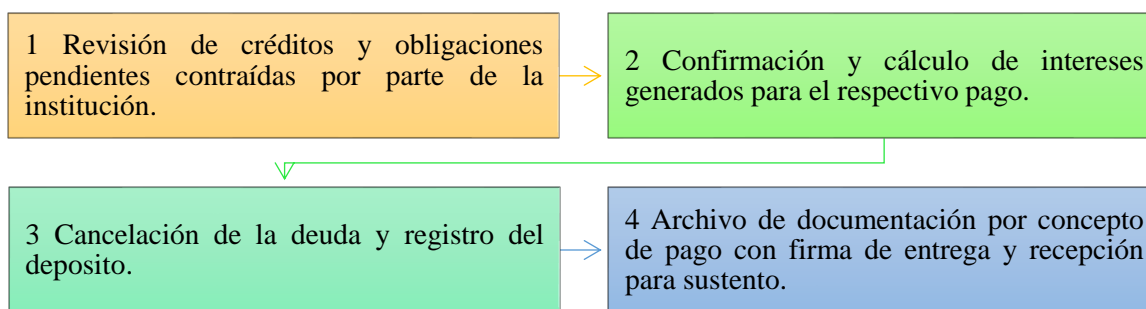 1 Revisión de créditos y obligaciones
pendientes contraídas por parte de la
institución.
2 Confirmación y cálculo de intereses
generados para el respectivo pago.
3 Cancelación de la deuda y registro del
deposito.
4 Archivo de documentación por concepto
de pago con firma de entrega y recepción
para sustento.